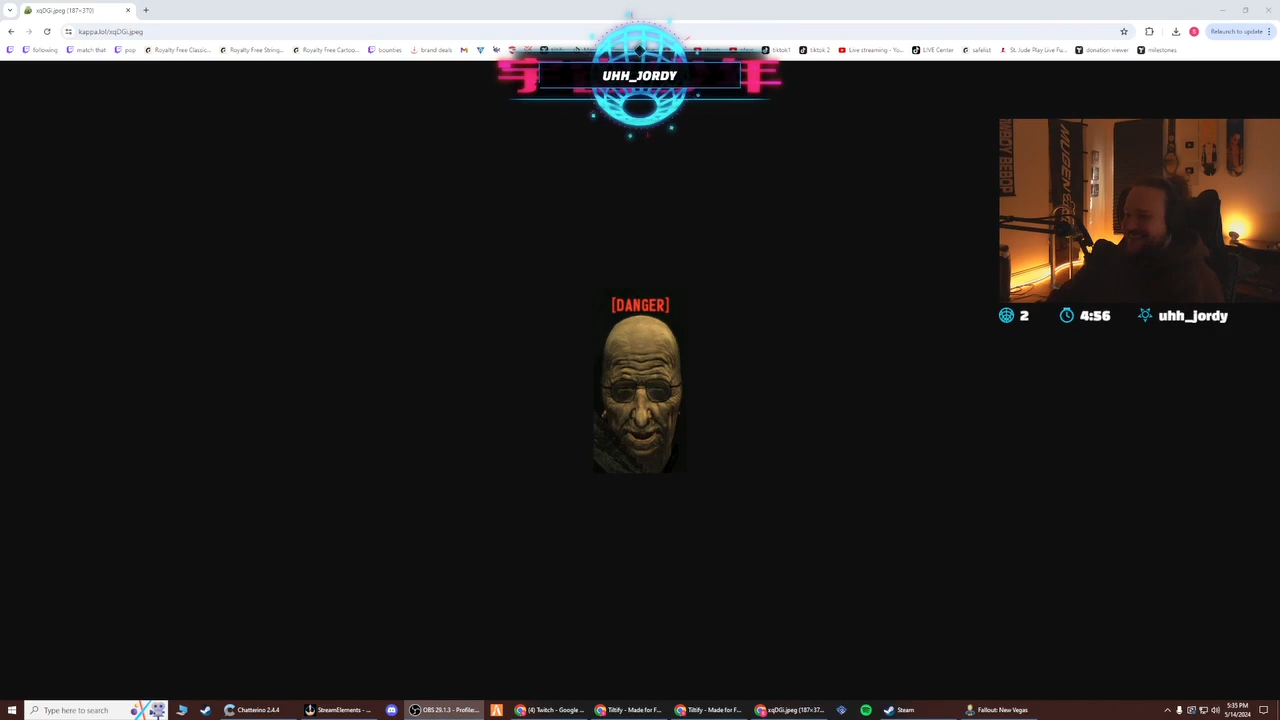 xqDGi.jpeg (187×370)
kappa.lol/xqDGi.jpeg
Relaunch to update
following
match that
pop
Royalty Free Classic...
Royalty Free String...
Royalty Free Cartoo...
bounties
brand deals
tiktok1
tiktok 2
Live streaming - Yo...
LIVE Center
safelist
St. Jude Play Live Fu...
donation viewer
milestones
UHH_JORDY
MUGEN
[DANGER]
2
4:56
uhh_jordy
Type here to search
Chatterino 2.4.4
StreamElements - ...
OBS 29.1.3 - Profile...
(4) Twitch - Google ...
Tiltify - Made for F...
Tiltify - Made for F...
xqDGi.jpeg (187×37...
Steam
Fallout: New Vegas
5:35 PM
5/14/2024